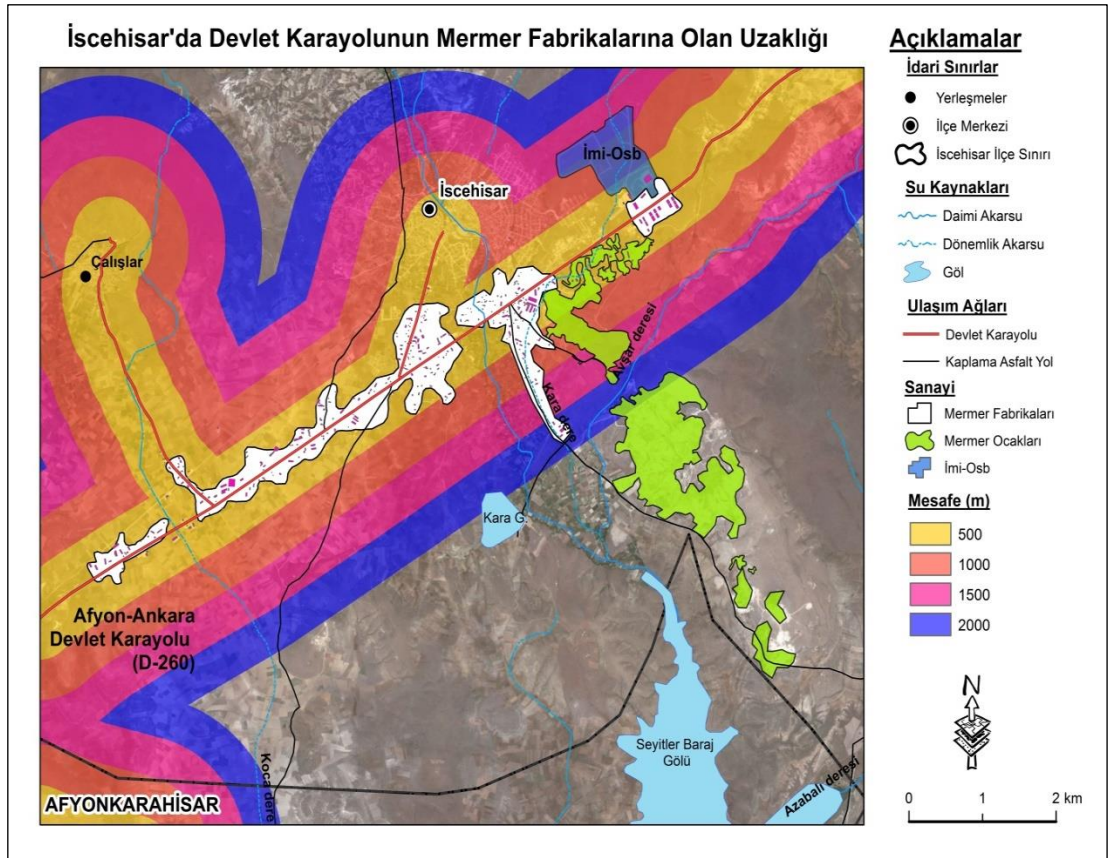 İscehisar'da Devlet Karayolunun Mermer Fabrikalarına Olan Uzaklığı
İmi-Osb
İscehisar
Çalışlar
Avşar deresi
Kara dere
Kara G.
Afyon-Ankara
Devlet Karayolu
(D-260)
Koca dere
Seyitler Baraj
Gölü
Azabalı deresi
AFYONKARAHİSAR
Açıklamalar
İdari Sınırlar
Yerleşmeler
İlçe Merkezi
İscehisar İlçe Sınırı
Su Kaynakları
Daimi Akarsu
Dönemlik Akarsu
Göl
Ulaşım Ağları
Devlet Karayolu
Kaplama Asfalt Yol
Sanayi
Mermer Fabrikaları
Mermer Ocakları
İmi-Osb
Mesafe (m)
500
1000
1500
2000
N
0 1 2 km